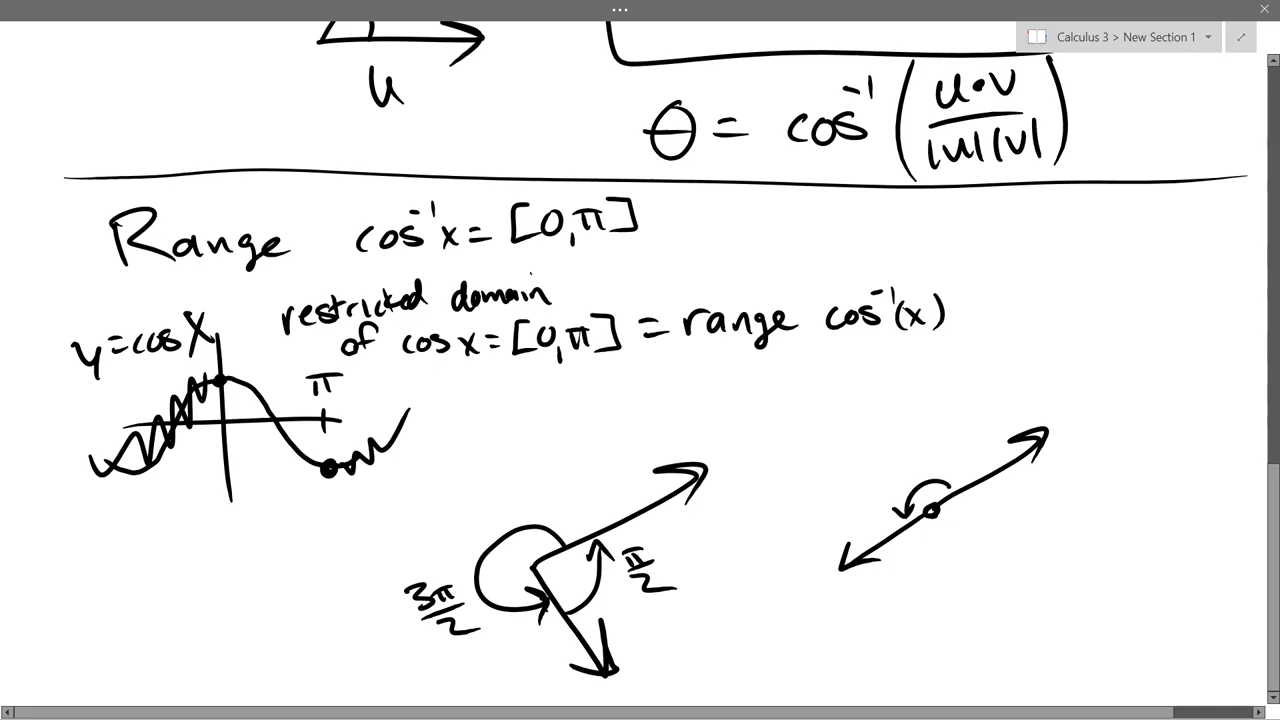 Calculus 3 > New Section 1
u
θ = cos⁻¹ (u•v / |u||v|)
Range cos⁻¹x = [0,π]
restricted domain
of cos x = [0,π] = range cos⁻¹(x)
y = cos x
π
3π/2
π/2